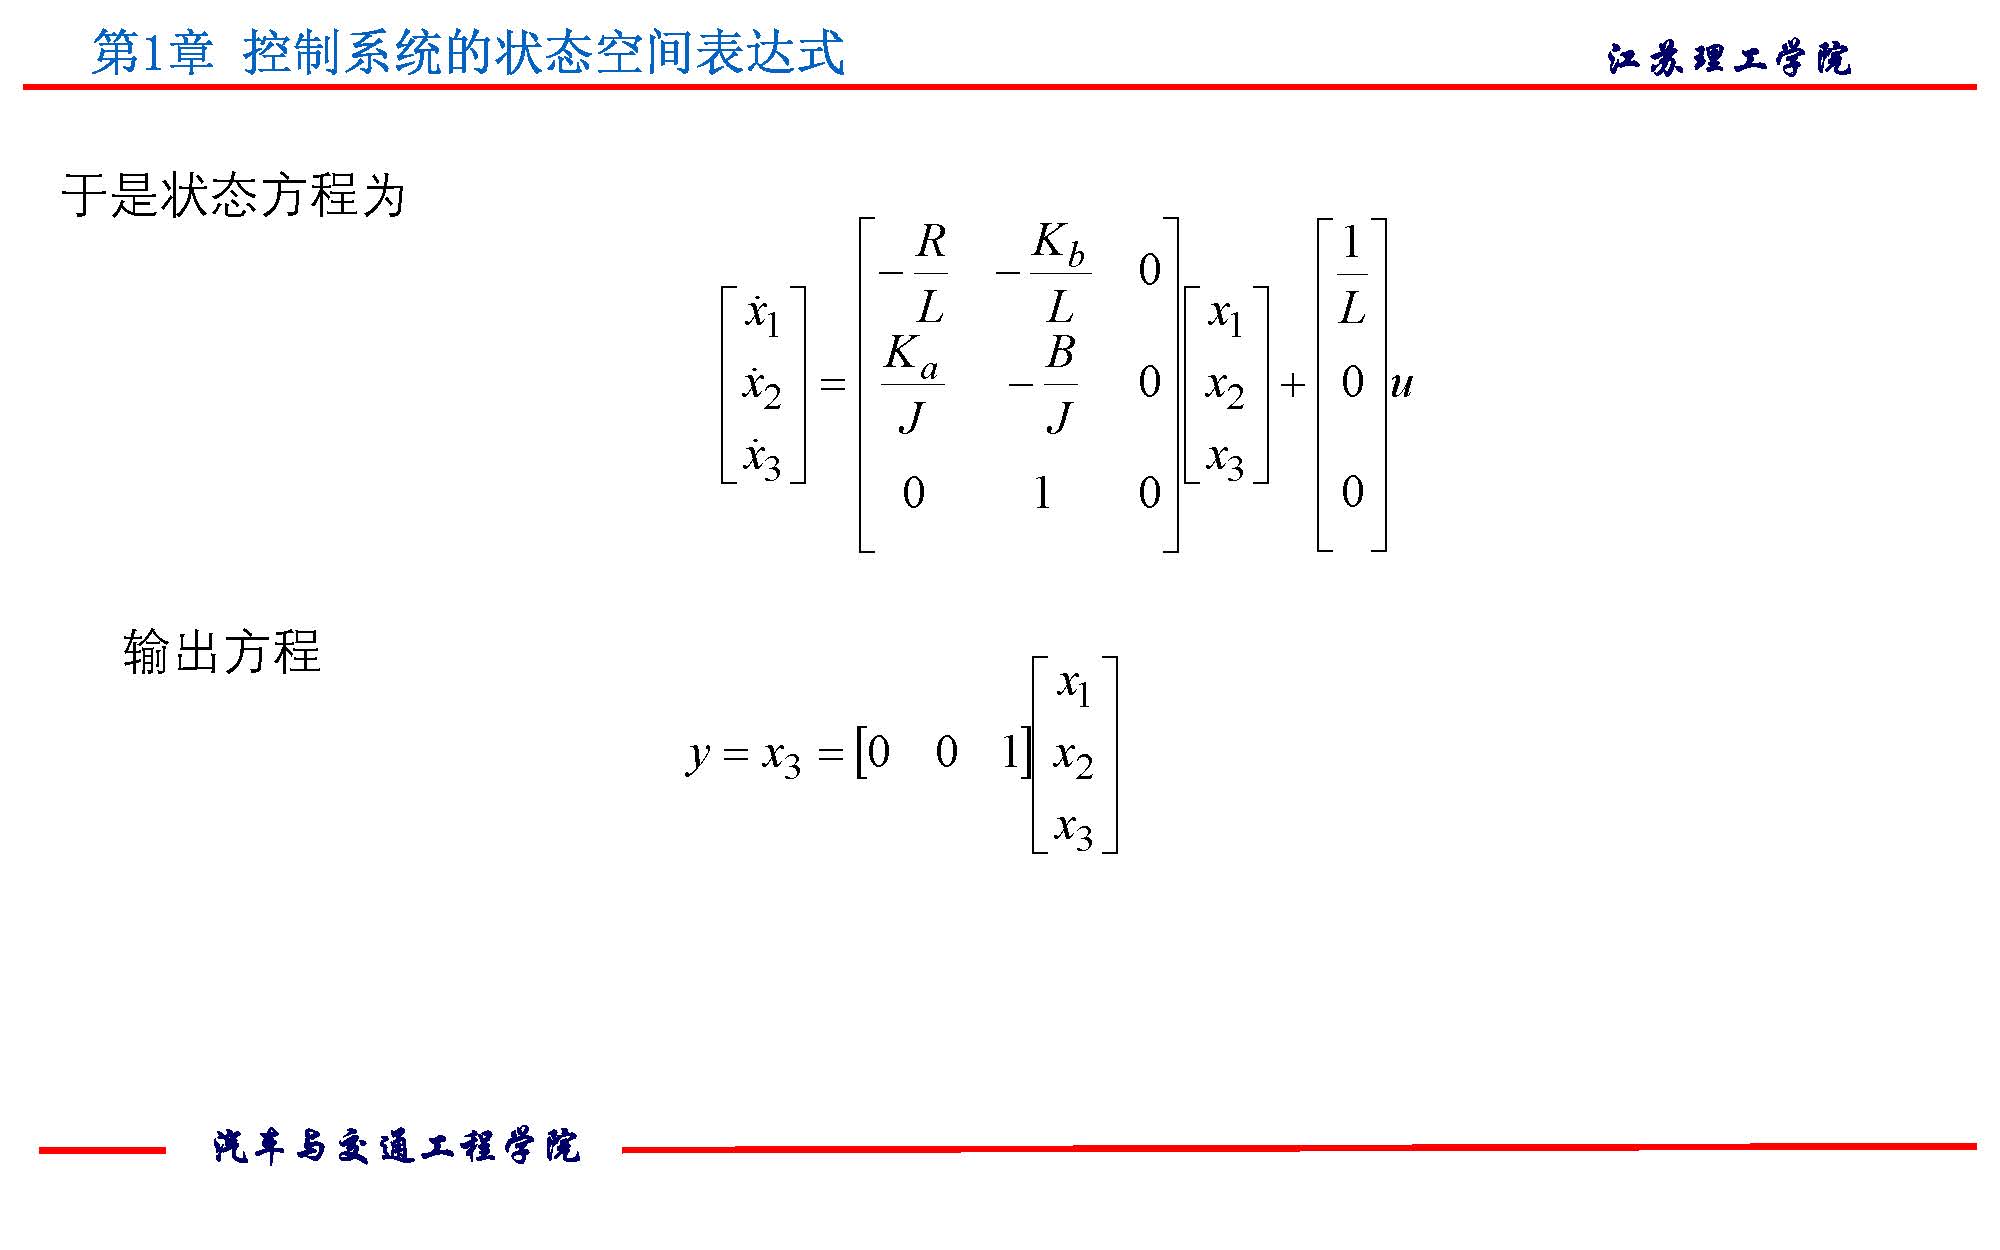 第1章 控制系统的状态空间表达式
江苏理工学院
于是状态方程为
$$\begin{bmatrix} \dot{x}_1 \\ \dot{x}_2 \\ \dot{x}_3 \end{bmatrix} = \begin{bmatrix} -\frac{R}{L} & -\frac{K_b}{L} & 0 \\ \frac{K_a}{J} & -\frac{B}{J} & 0 \\ 0 & 1 & 0 \end{bmatrix} \begin{bmatrix} x_1 \\ x_2 \\ x_3 \end{bmatrix} + \begin{bmatrix} \frac{1}{L} \\ 0 \\ 0 \end{bmatrix} u$$
输出方程
$$y = x_3 = \begin{bmatrix} 0 & 0 & 1 \end{bmatrix} \begin{bmatrix} x_1 \\ x_2 \\ x_3 \end{bmatrix}$$
汽车与交通工程学院